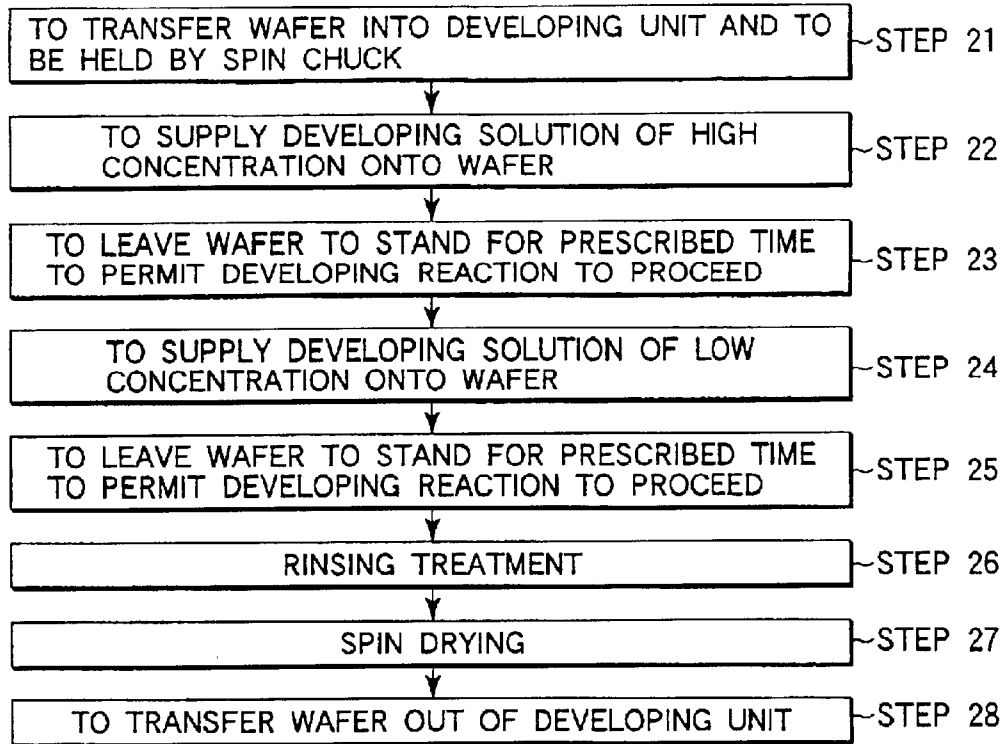 TO TRANSFER WAFER INTO DEVELOPING UNIT AND TO
BE HELD BY SPIN CHUCK
~STEP 21
TO SUPPLY DEVELOPING SOLUTION OF HIGH
CONCENTRATION ONTO WAFER
~STEP 22
TO LEAVE WAFER TO STAND FOR PRESCRIBED TIME
TO PERMIT DEVELOPING REACTION TO PROCEED
~STEP 23
TO SUPPLY DEVELOPING SOLUTION OF LOW
CONCENTRATION ONTO WAFER
~STEP 24
TO LEAVE WAFER TO STAND FOR PRESCRIBED TIME
TO PERMIT DEVELOPING REACTION TO PROCEED
~STEP 25
RINSING TREATMENT
~STEP 26
SPIN DRYING
~STEP 27
TO TRANSFER WAFER OUT OF DEVELOPING UNIT
~STEP 28